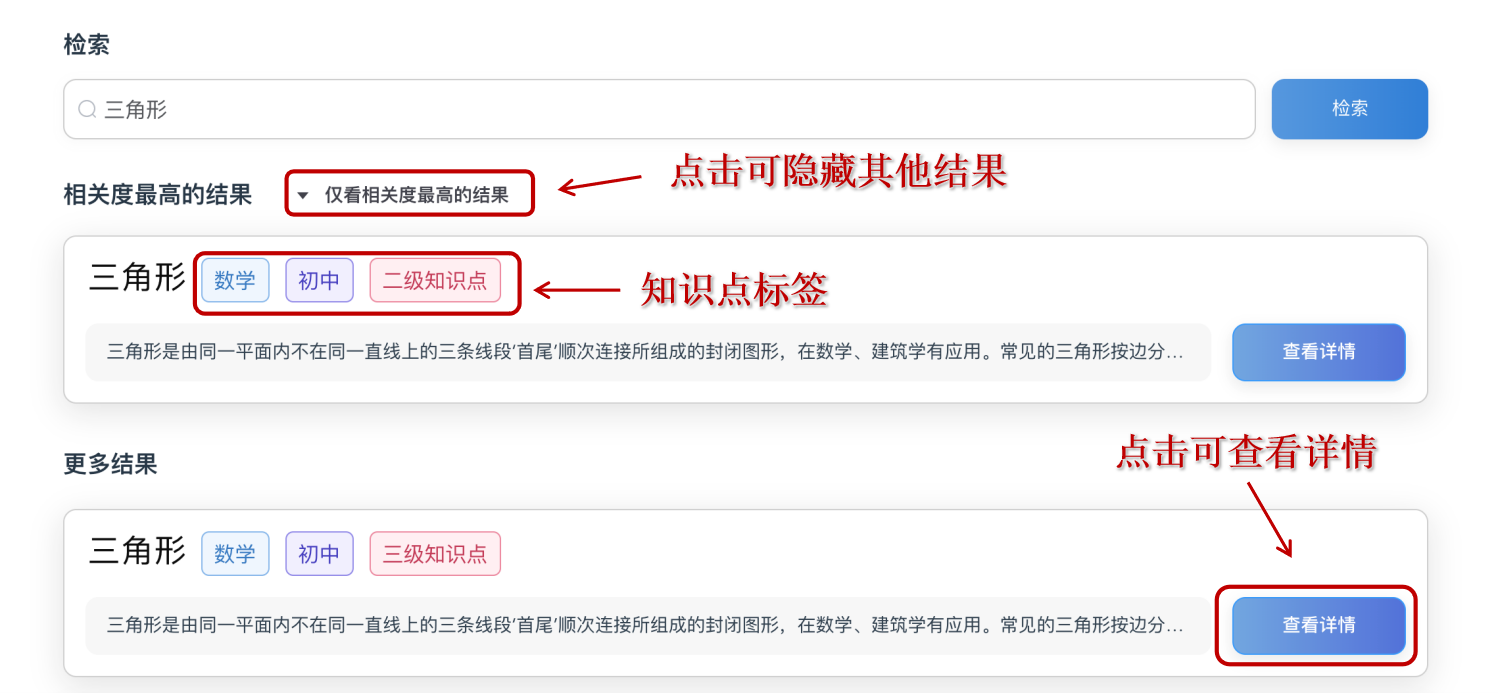 检索
三角形
检索
点击可隐藏其他结果
相关度最高的结果 仅看相关度最高的结果
三角形 数学 初中 二级知识点
知识点标签
三角形是由同一平面内不在同一直线上的三条线段‘首尾’顺次连接所组成的封闭图形，在数学、建筑学有应用。常见的三角形按边分...
查看详情
点击可查看详情
更多结果
三角形 数学 初中 三级知识点
三角形是由同一平面内不在同一直线上的三条线段‘首尾’顺次连接所组成的封闭图形，在数学、建筑学有应用。常见的三角形按边分...
查看详情